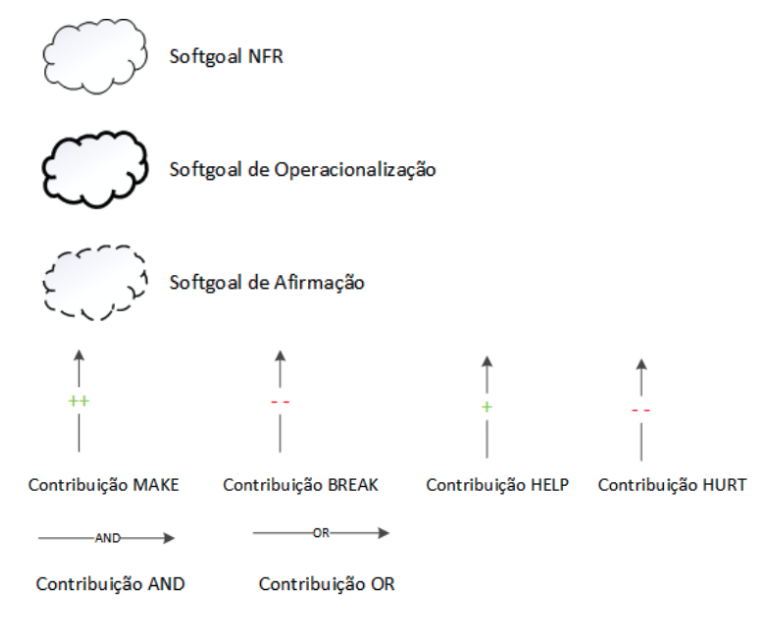 Softgoal NFR
Softgoal de Operacionalização
Softgoal de Afirmação
++
- -
+
- -
Contribuição MAKE
Contribuição BREAK
Contribuição HELP
Contribuição HURT
AND
OR
Contribuição AND
Contribuição OR